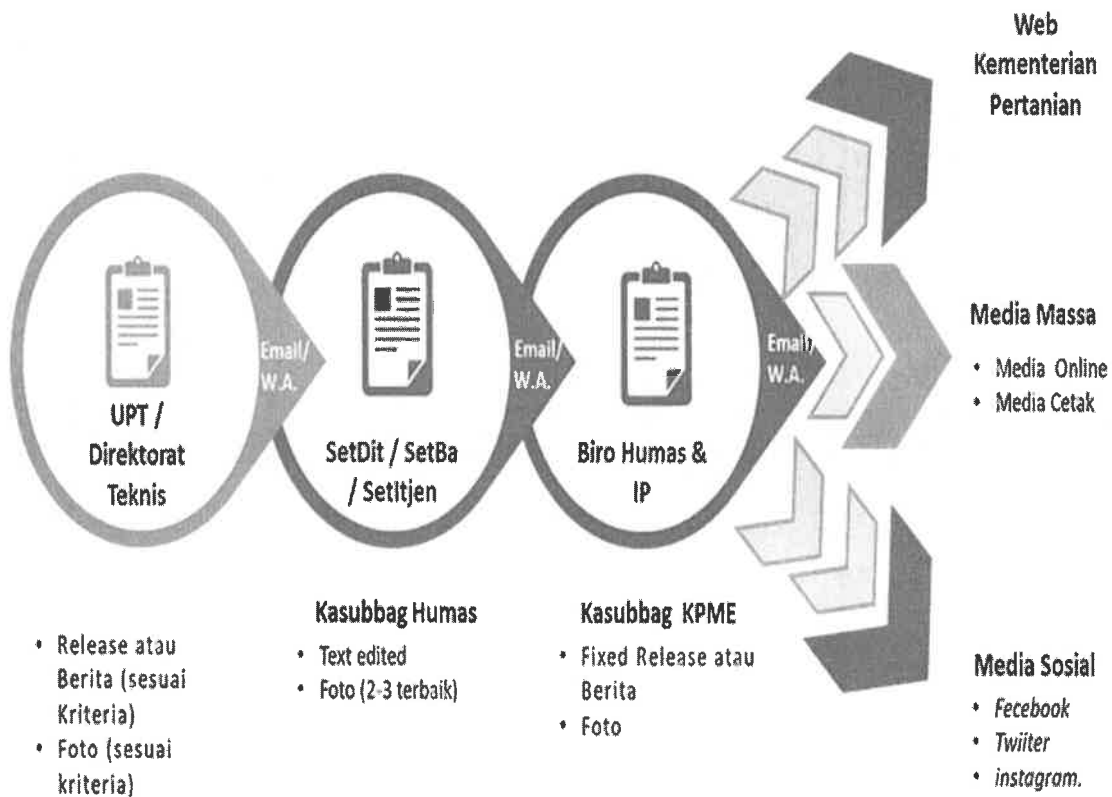 Web
Kementerian
Pertanian
Email/
W.A.
UPT /
Direktorat
Teknis
Email/
W.A.
SetDit / SetBa
/ SetItjen
Email/
W.A.
Biro Humas &
IP
Media Massa
• Media Online
• Media Cetak
• Release atau
Berita (sesuai
Kriteria)
• Foto (sesuai
kriteria)
Kasubbag Humas
• Text edited
• Foto (2-3 terbaik)
Kasubbag KPME
• Fixed Release atau
Berita
• Foto
Media Sosial
• Fecebook
• Twiiter
• instagram.